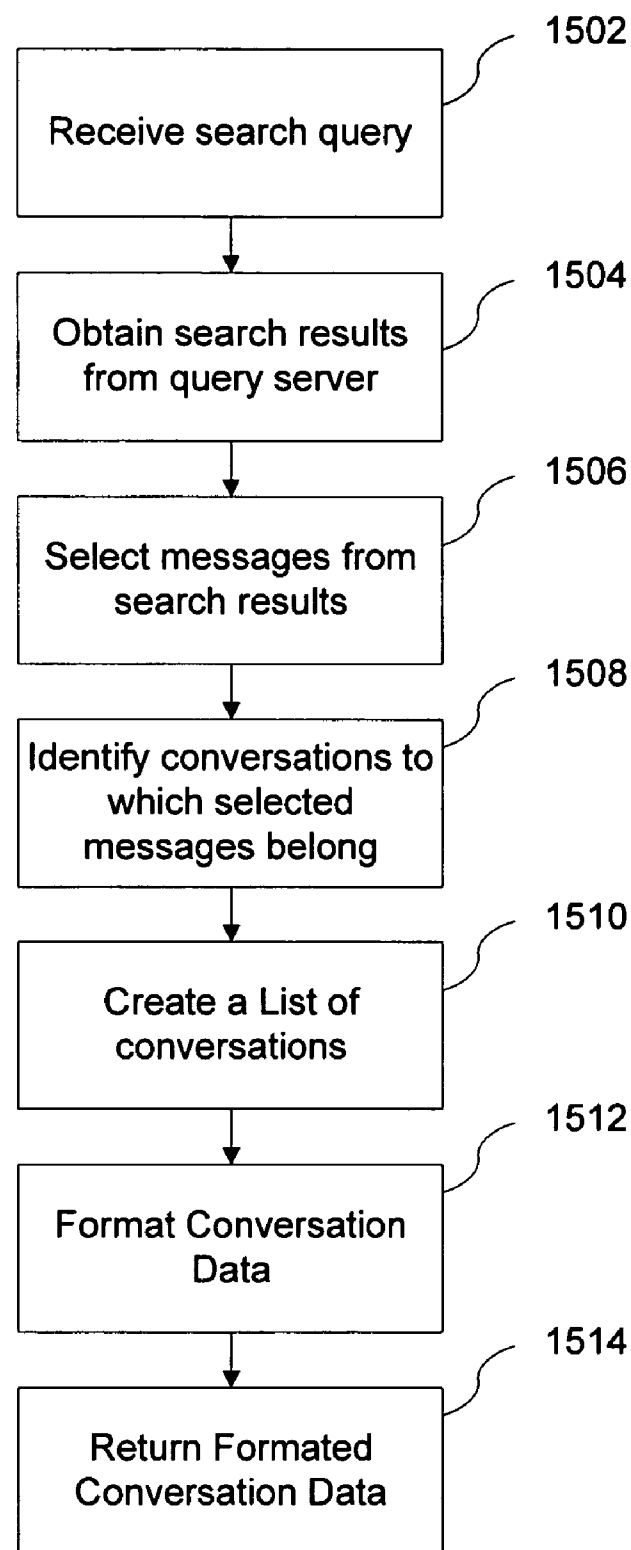 1502
Receive search query
1504
Obtain search results
from query server
1506
Select messages from
search results
1508
Identify conversations to
which selected
messages belong
1510
Create a List of
conversations
1512
Format Conversation
Data
1514
Return Formated
Conversation Data